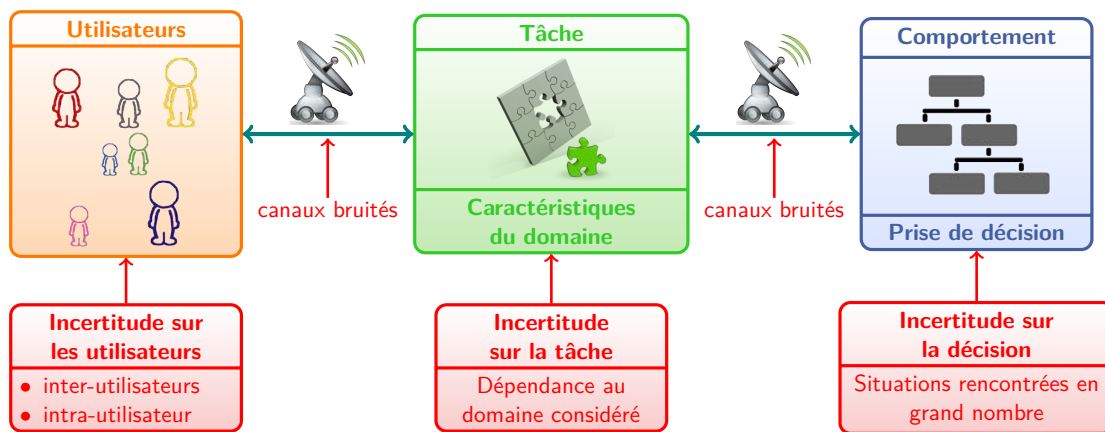 Utilisateurs
Tâche
Comportement
canaux bruités
canaux bruités
Caractéristiques
du domaine
Prise de décision
Incertitude sur
les utilisateurs
• inter-utilisateurs
• intra-utilisateur
Incertitude
sur la tâche
Dépendance au
domaine considéré
Incertitude sur
la décision
Situations rencontrées en
grand nombre